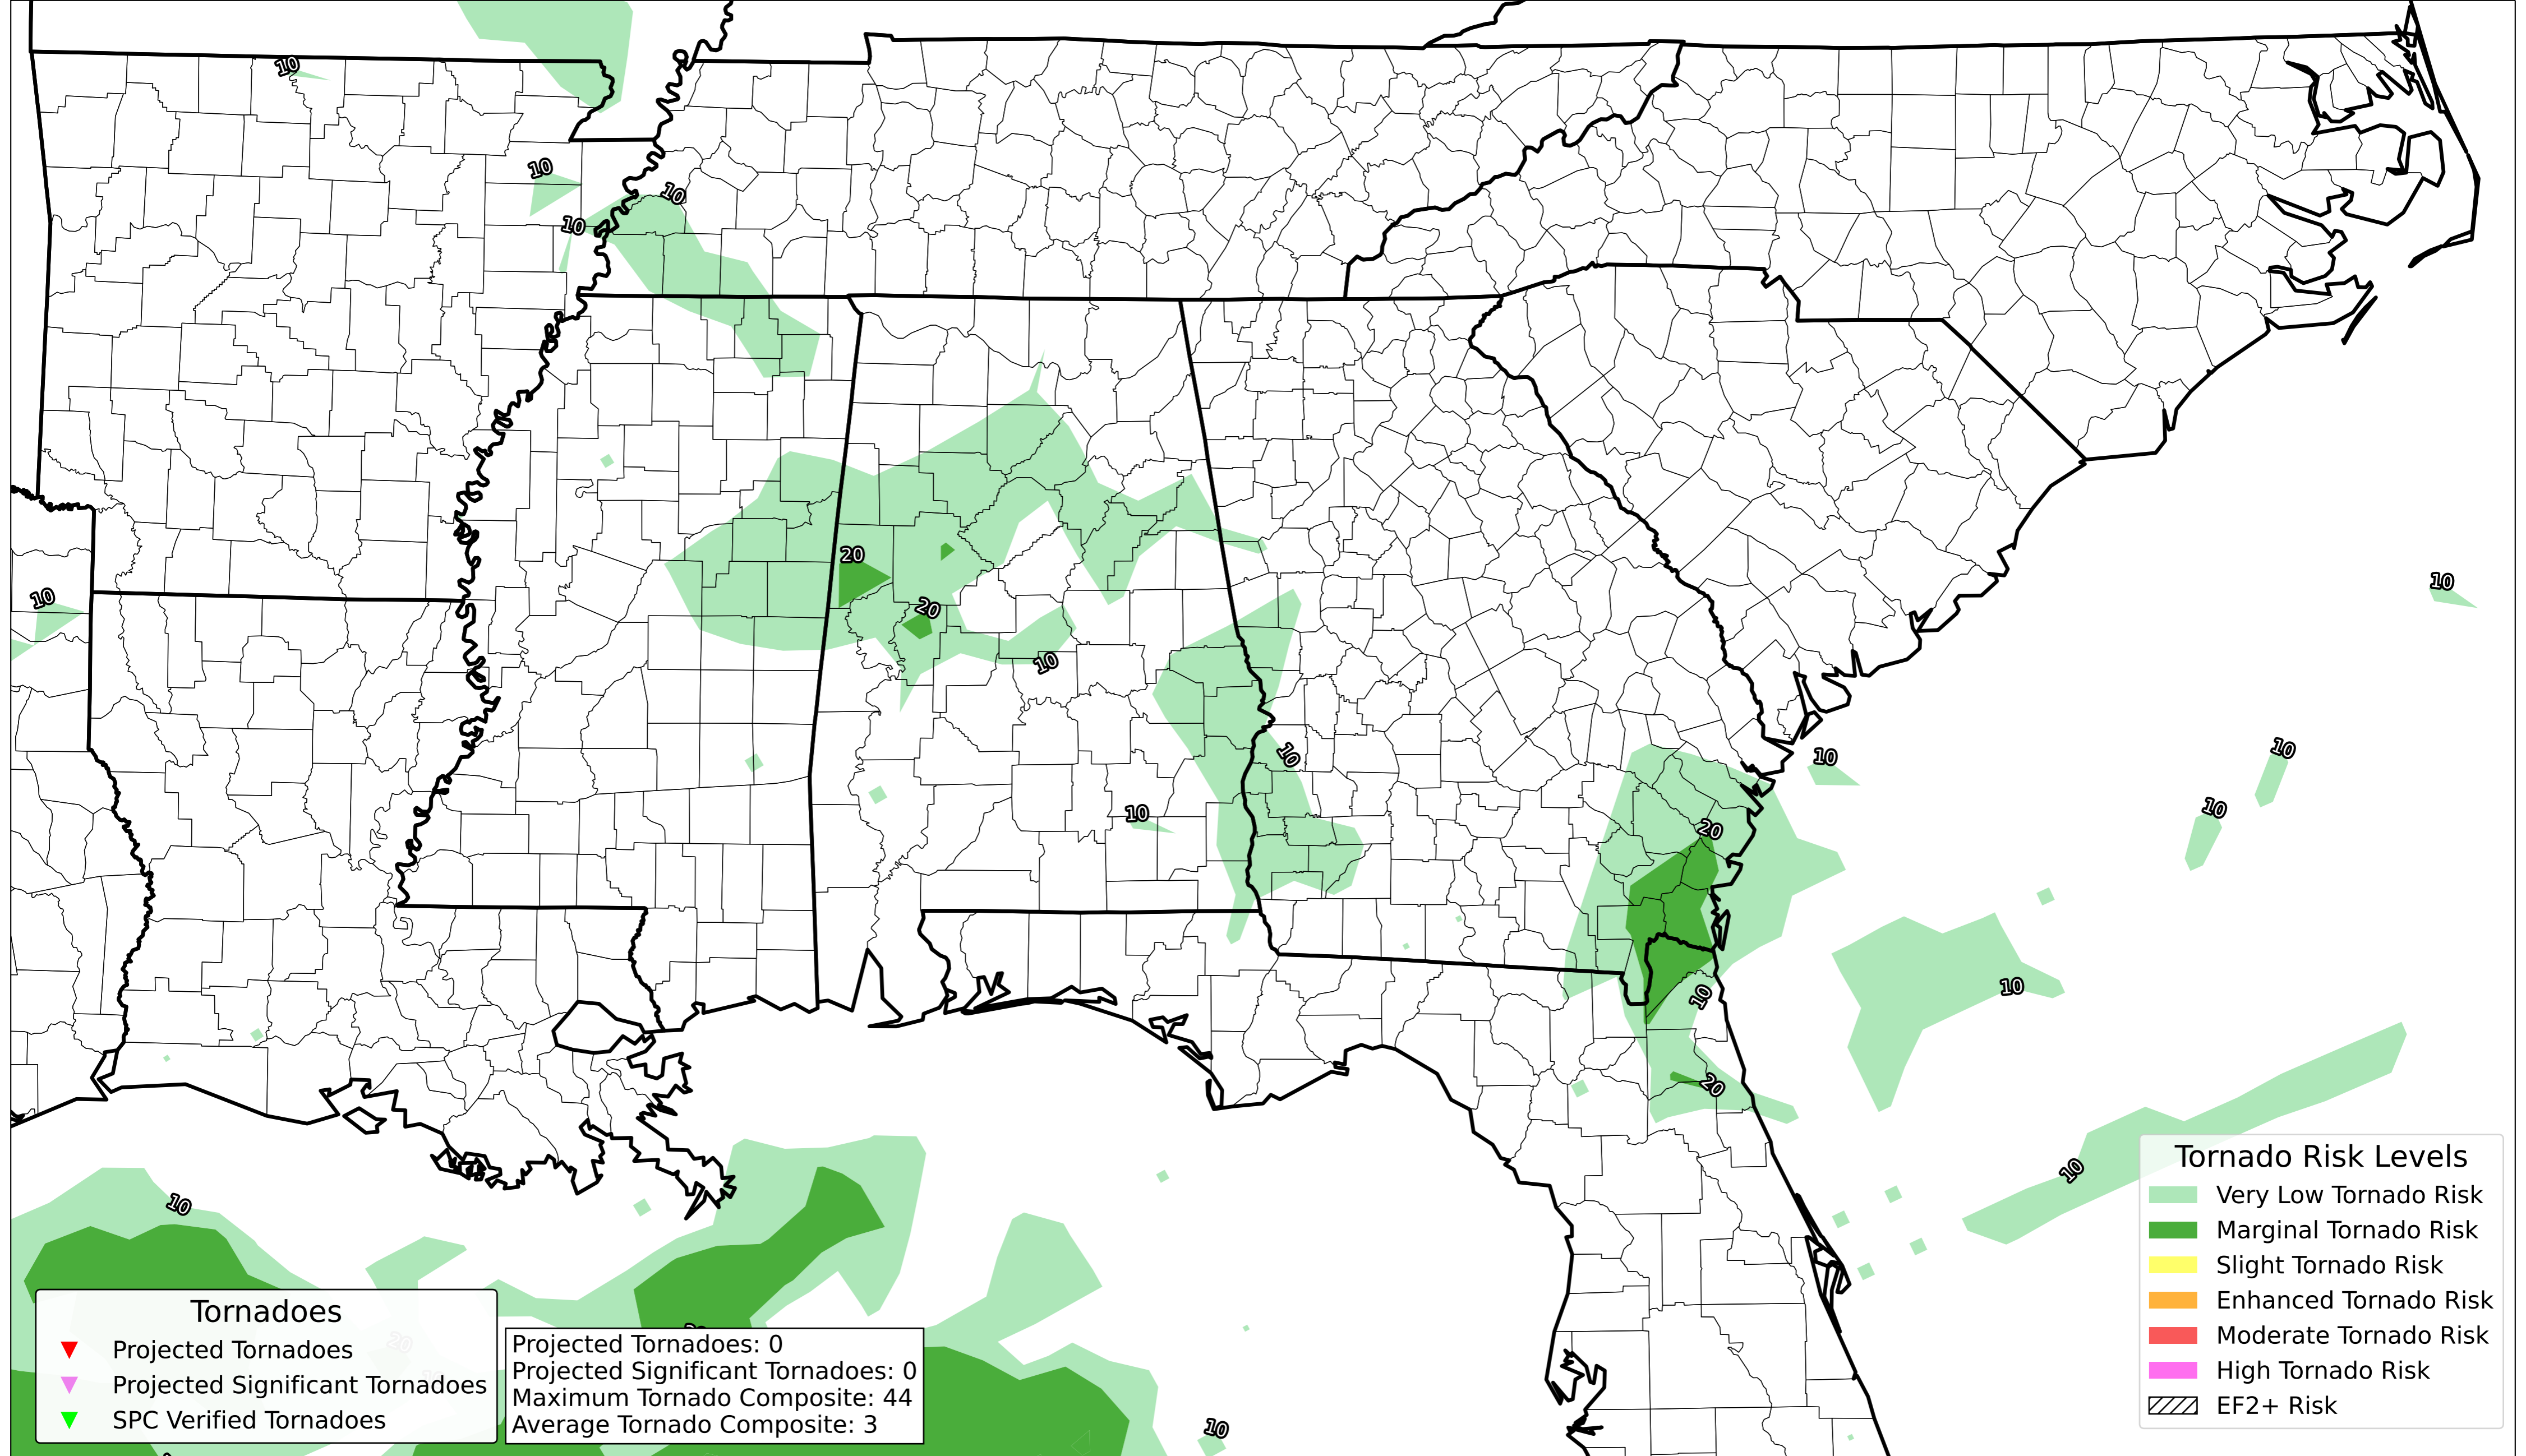 10
10
10
10
20
20
10
10
10
10
10
20
10
10
10
10
10
20
10
10
20
20
10
Tornadoes
Projected Tornadoes
Projected Significant Tornadoes
SPC Verified Tornadoes
Projected Tornadoes: 0
Projected Significant Tornadoes: 0
Maximum Tornado Composite: 44
Average Tornado Composite: 3
Tornado Risk Levels
Very Low Tornado Risk
Marginal Tornado Risk
Slight Tornado Risk
Enhanced Tornado Risk
Moderate Tornado Risk
High Tornado Risk
EF2+ Risk